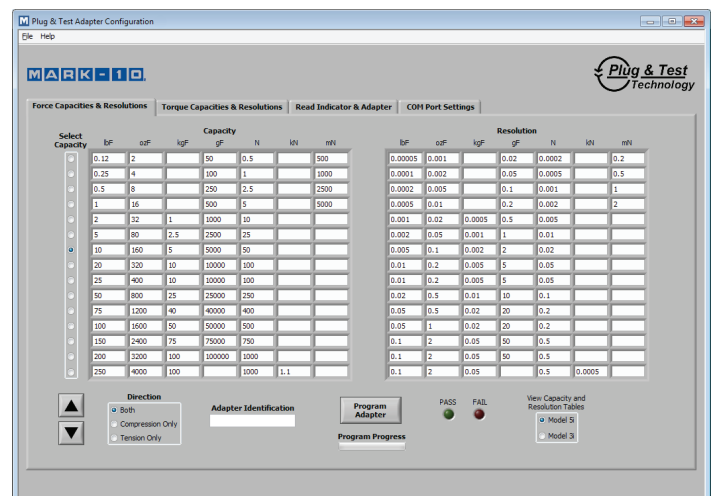 M Plug & Test Adapter Configuration
File Help
MARK-10.
Plug & Test
Technology
Force Capacities & Resolutions Torque Capacities & Resolutions Read Indicator & Adapter COM Port Settings
Capacity Resolution
Select
Capacity lbF ozF kgF gF N kN mN lbF ozF kgF gF N kN mN
0.12 2 50 0.5 500 0.00005 0.001 0.02 0.0002 0.2
0.25 4 100 1 1000 0.0001 0.002 0.05 0.0005 0.5
0.5 8 250 2.5 2500 0.0002 0.005 0.1 0.001 1
1 16 500 5 5000 0.0005 0.01 0.2 0.002 2
2 32 1 1000 10 0.001 0.02 0.0005 0.5 0.005
5 80 2.5 2500 25 0.002 0.05 0.001 1 0.01
10 160 5 5000 50 0.005 0.1 0.002 2 0.02
20 320 10 10000 100 0.01 0.2 0.005 5 0.05
25 400 10 10000 100 0.01 0.2 0.005 5 0.05
50 800 25 25000 250 0.02 0.5 0.01 10 0.1
75 1200 40 40000 400 0.05 0.5 0.02 20 0.2
100 1600 50 50000 500 0.05 1 0.02 20 0.2
150 2400 75 75000 750 0.1 2 0.05 50 0.5
200 3200 100 100000 1000 0.1 2 0.05 50 0.5
250 4000 100 1000 1.1 0.1 2 0.05 0.5 0.0005
Direction
Both
Compression Only
Tension Only
Adapter Identification
Program
Adapter
Program Progress
PASS FAIL
View Capacity and
Resolution Tables
Model 5i
Model 3i